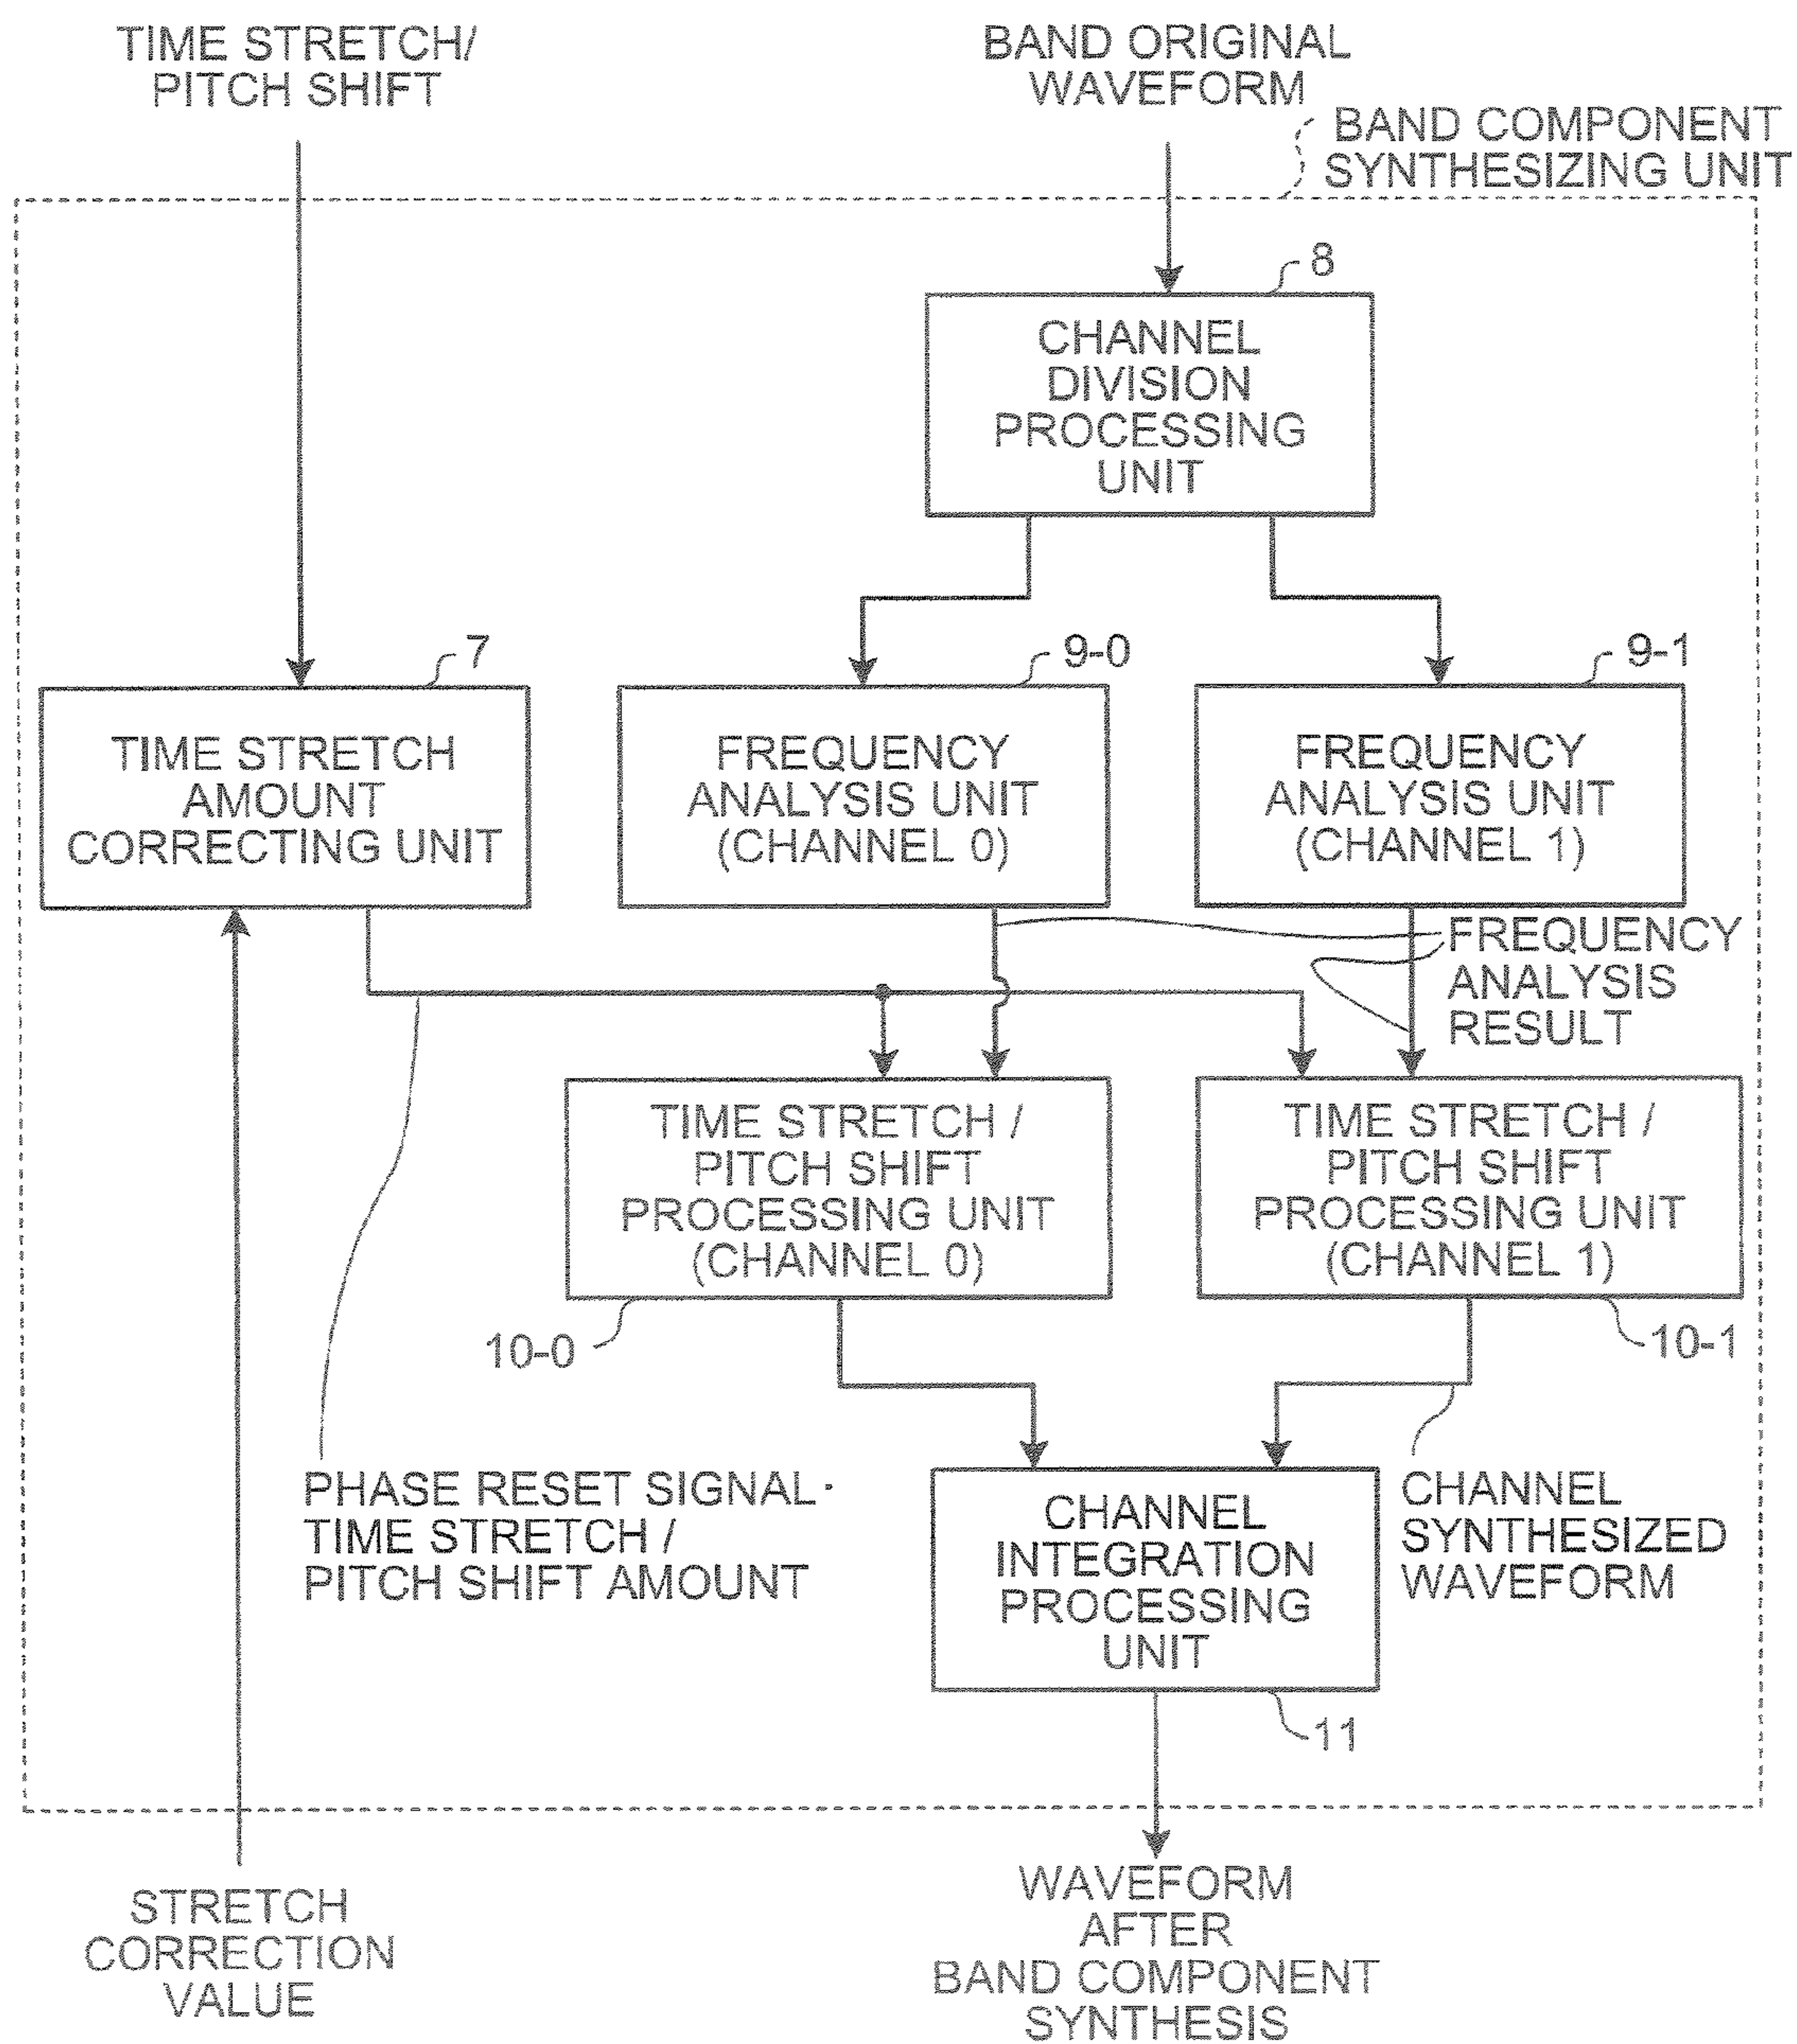 TIME STRETCH/
PITCH SHIFT
BAND ORIGINAL
WAVEFORM
BAND COMPONENT
SYNTHESIZING UNIT
8
CHANNEL
DIVISION
PROCESSING
UNIT
7
TIME STRETCH
AMOUNT
CORRECTING UNIT
9-0
FREQUENCY
ANALYSIS UNIT
(CHANNEL 0)
9-1
FREQUENCY
ANALYSIS UNIT
(CHANNEL 1)
FREQUENCY
ANALYSIS
RESULT
TIME STRETCH /
PITCH SHIFT
PROCESSING UNIT
(CHANNEL 0)
10-0
TIME STRETCH /
PITCH SHIFT
PROCESSING UNIT
(CHANNEL 1)
10-1
PHASE RESET SIGNAL·
TIME STRETCH /
PITCH SHIFT AMOUNT
CHANNEL
INTEGRATION
PROCESSING
UNIT
11
CHANNEL
SYNTHESIZED
WAVEFORM
STRETCH
CORRECTION
VALUE
WAVEFORM
AFTER
BAND COMPONENT
SYNTHESIS